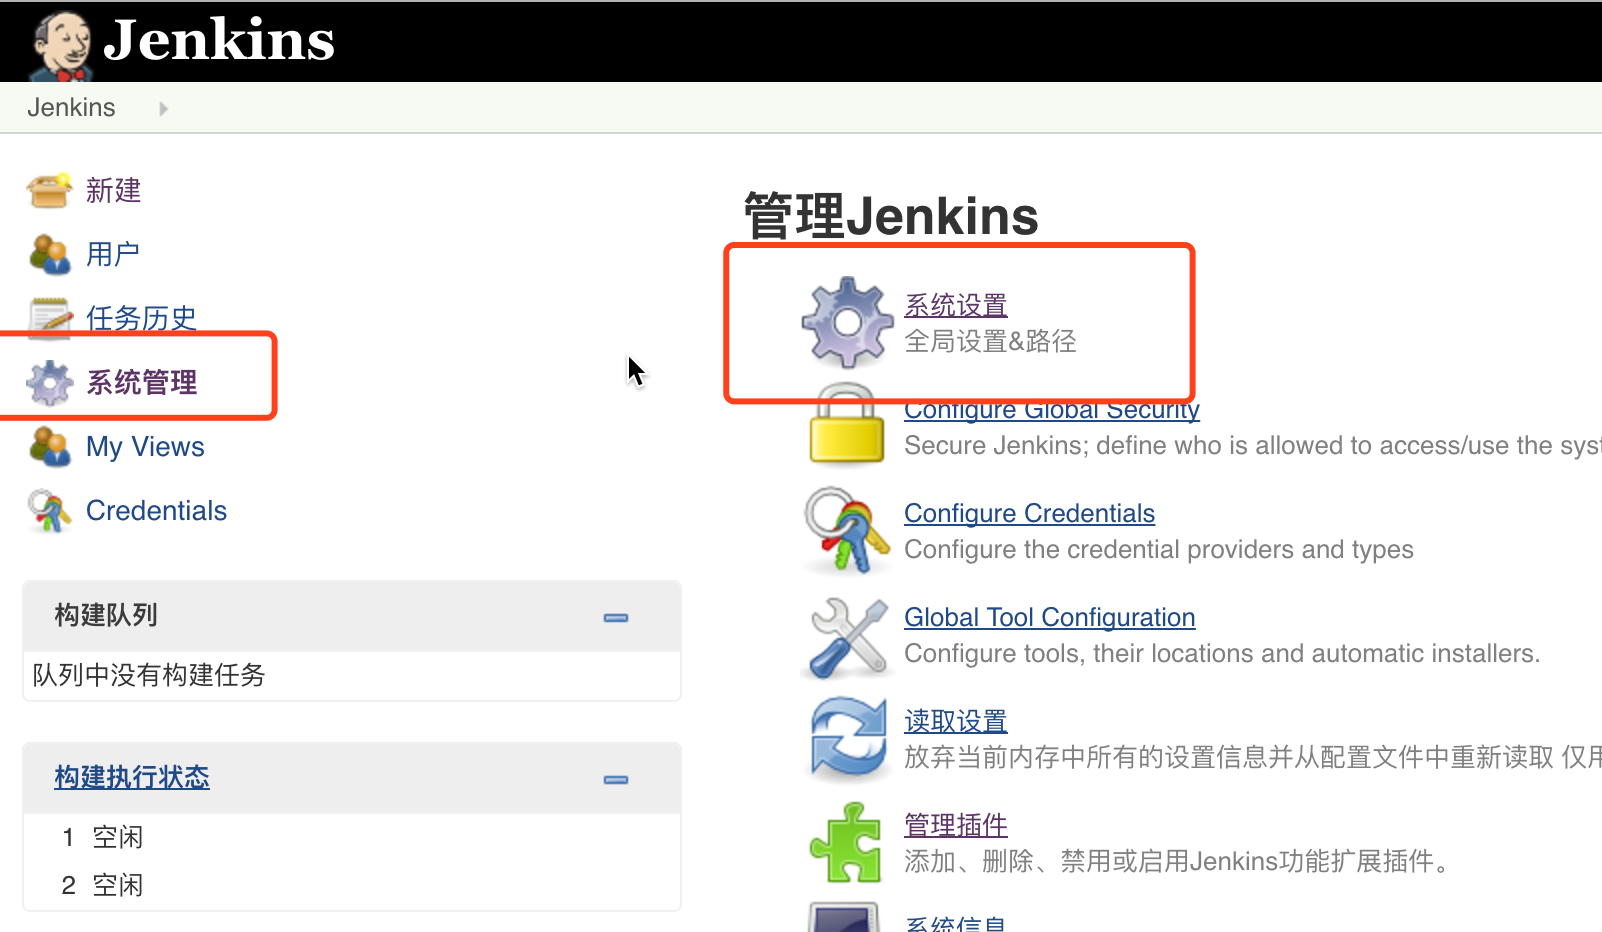 Jenkins
Jenkins
新建
用户
任务历史
系统管理
My Views
Credentials
构建队列
队列中没有构建任务
构建执行状态
1 空闲
2 空闲
管理Jenkins
系统设置
全局设置&路径
Configure Global Security
Secure Jenkins; define who is allowed to access/use the syst
Configure Credentials
Configure the credential providers and types
Global Tool Configuration
Configure tools, their locations and automatic installers.
读取设置
放弃当前内存中所有的设置信息并从配置文件中重新读取 仅用
管理插件
添加、删除、禁用或启用Jenkins功能扩展插件。
系统信息